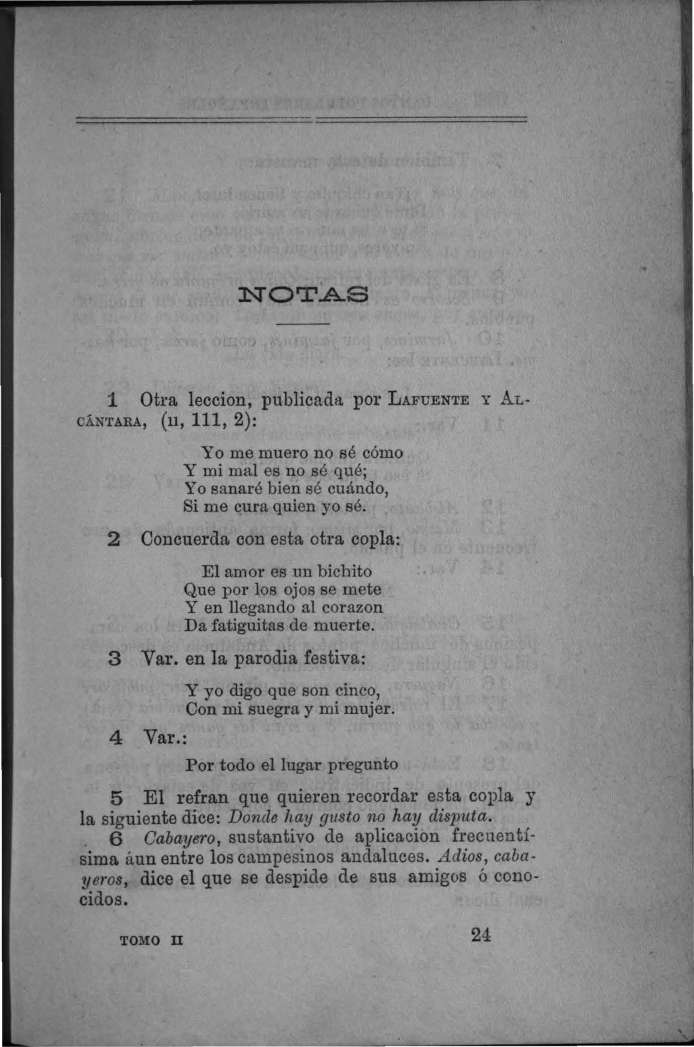 NOTAS
1 Otra leccion, publicada por LAFUENTE Y AL-
CÁNTARA, (II, 111, 2):
Yo me muero no sé cómo
Y mi mal es no sé qué;
Yo sanaré bien sé cuándo,
Si me cura quien yo sé.
2 Concuerda con esta otra copla:
El amor es un bichito
Que por los ojos se mete
Y en llegando al corazon
Da fatiguitas de muerte.
3 Var. en la parodia festiva:
Y yo digo que son cinco,
Con mi suegra y mi mujer.
4 Var.:
Por todo el lugar pregunto
5 El refran que quieren recordar esta copla y
la siguiente dice: Donde hay gusto no hay disputa.
6 Cabayero, sustantivo de aplicacion frecuentí-
sima áun entre los campesinos andaluces. Adios, caba-
yeros, dice el que se despide de sus amigos ó cono-
cidos.
TOMO II 24